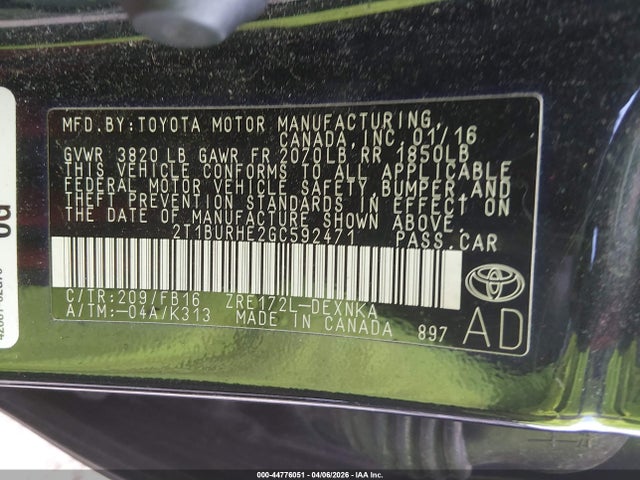 MFD.BY:TOYOTA MOTOR MANUFACTURING,
CANADA,INC. 01/16
GVWR 3820 LB GAWR FR 2070LB RR 1850LB
THIS VEHICLE CONFORMS TO ALL APPLICABLE
FEDERAL MOTOR VEHICLE SAFETY,BUMPER,AND
THEFT PREVENTION STANDARDS IN EFFECT ON
THE DATE OF MANUFACTURE SHOWN ABOVE.
2T1BURHE2GC592471 PASS.CAR
C/TR:209/FB16 ZRE172L-DEXNKA
A/TM:-04A/K313 MADE IN CANADA 897
TOYOTA
AD
000-44776051 - 04/06/2026 - IAAI.CA